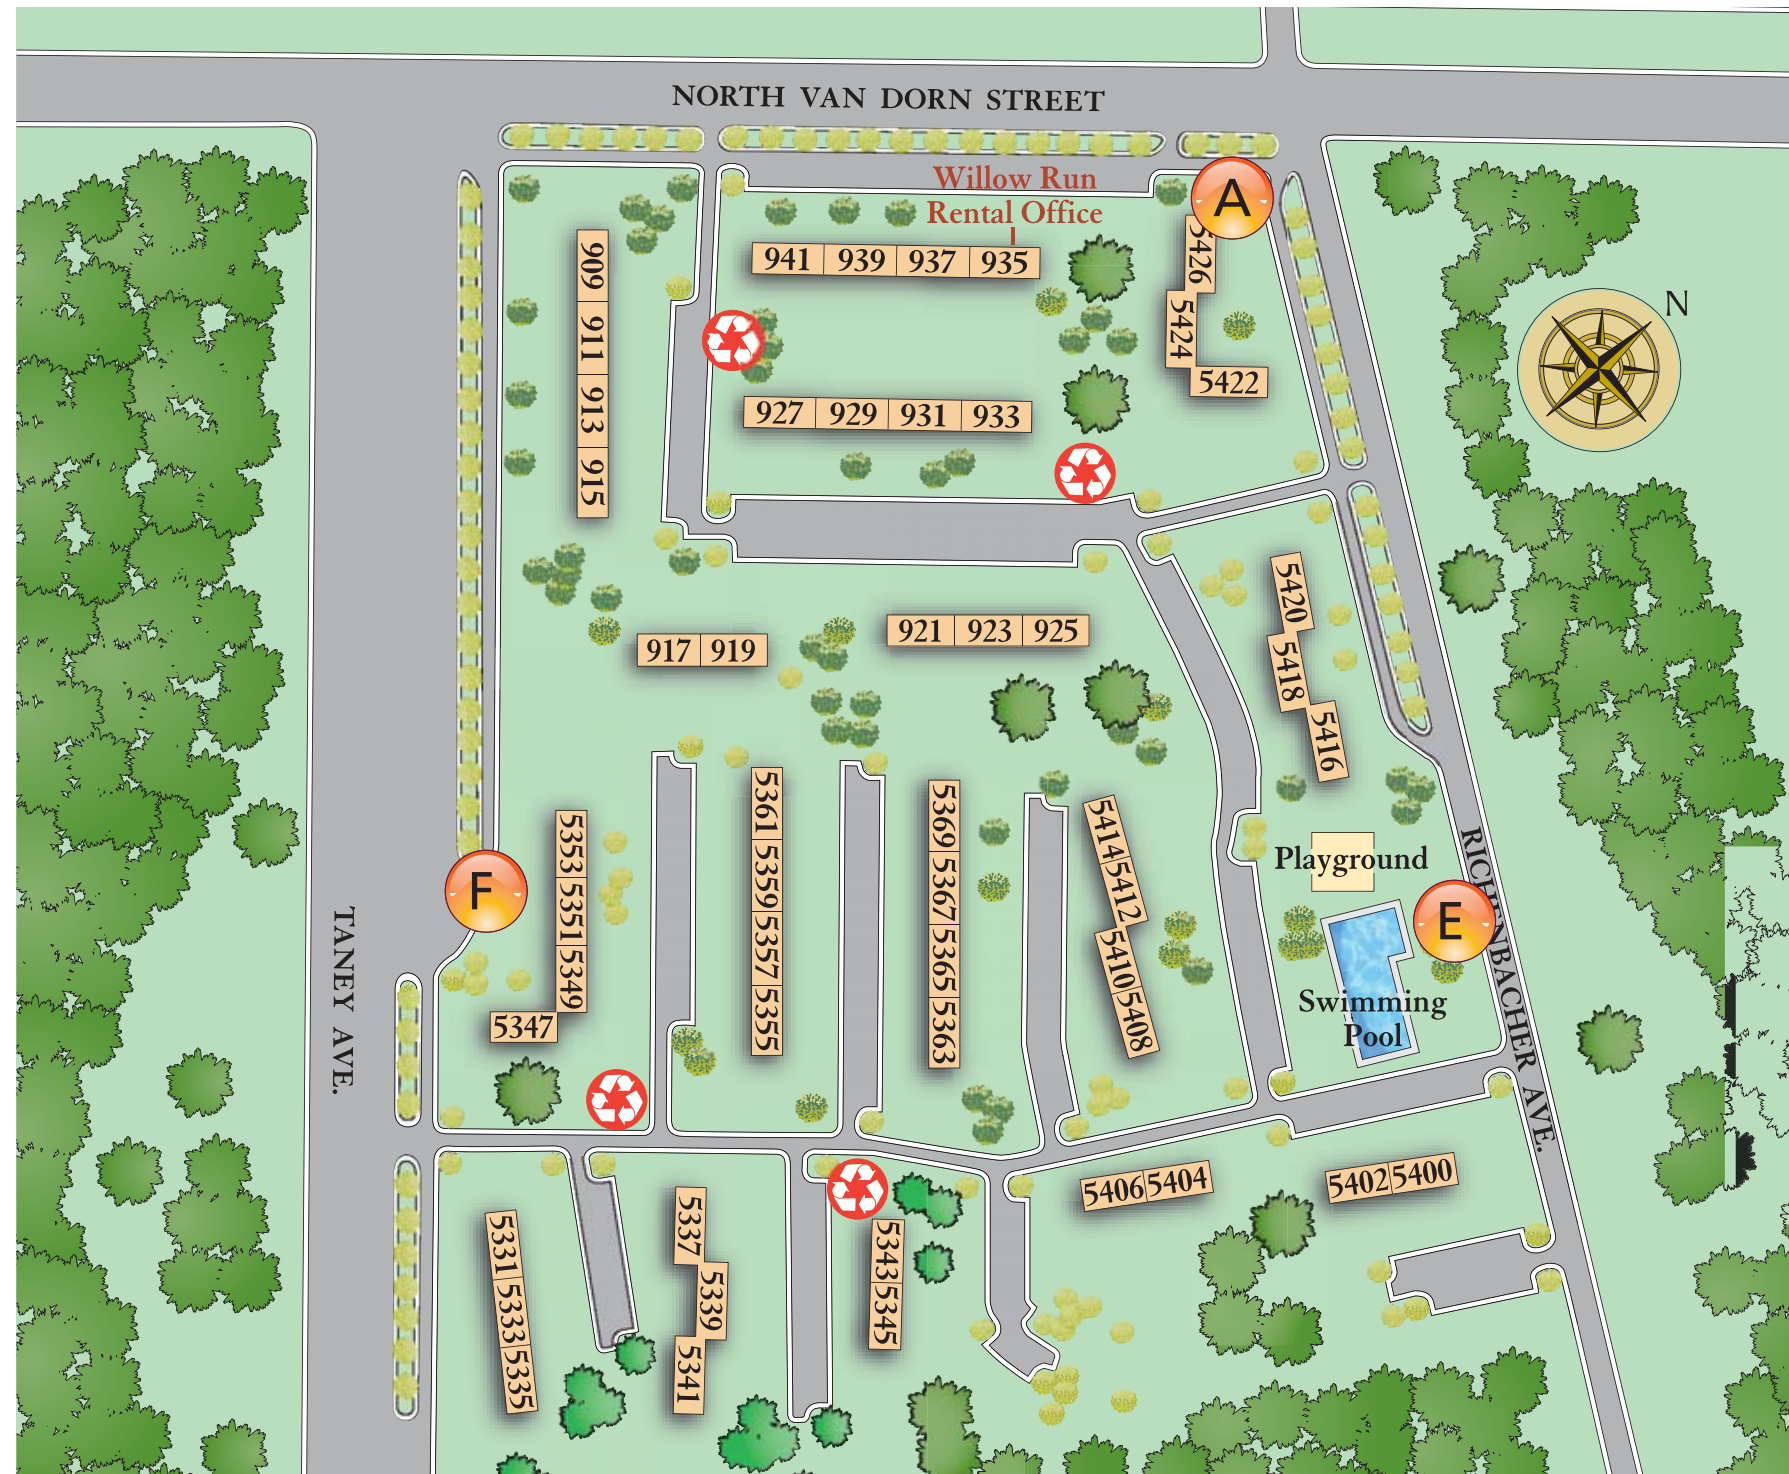 NORTH VAN DORN STREET
Willow Run
Rental Office
A
N
941 939 937 935
5426
5424
5422
909
911
913
915
927 929 931 933
917 919
921 923 925
5420
5418
5416
5353
5351
5349
5347
5361
5359
5357
5355
5369
5367
5365
5363
5414
5412
5410
5408
Playground
Swimming
Pool
F
E
TANEY AVE.
RICHENBACHER AVE.
5406 5404
5402 5400
5331
5333
5335
5337
5339
5341
5343
5345